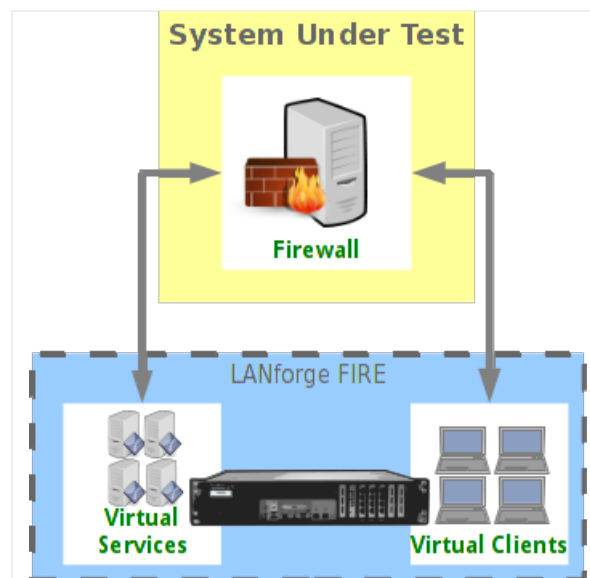 System Under Test
Firewall
LANforge FIRE
Virtual
Services
Virtual Clients